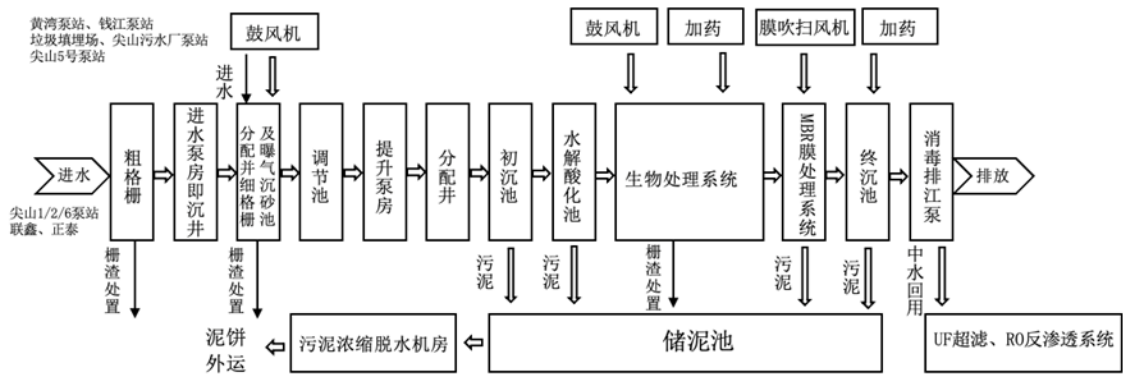 黄湾泵站、钱江泵站
垃圾填埋场、尖山污水厂泵站
尖山5号泵站
鼓风机
鼓风机
加药
膜吹扫风机
加药
进水
进水
粗格栅
进水泵房即沉井
分配井细格栅
及曝气沉砂池
调节池
提升泵房
分配井
初沉池
水解酸化池
生物处理系统
MBR膜处理系统
终沉池
消毒排江泵
排放
尖山1/2/6泵站
联鑫、正泰
栅渣处置
栅渣处置
污泥
污泥
栅渣处置
污泥
污泥
中水回用
泥饼
外运
污泥浓缩脱水机房
储泥池
UF超滤、RO反渗透系统